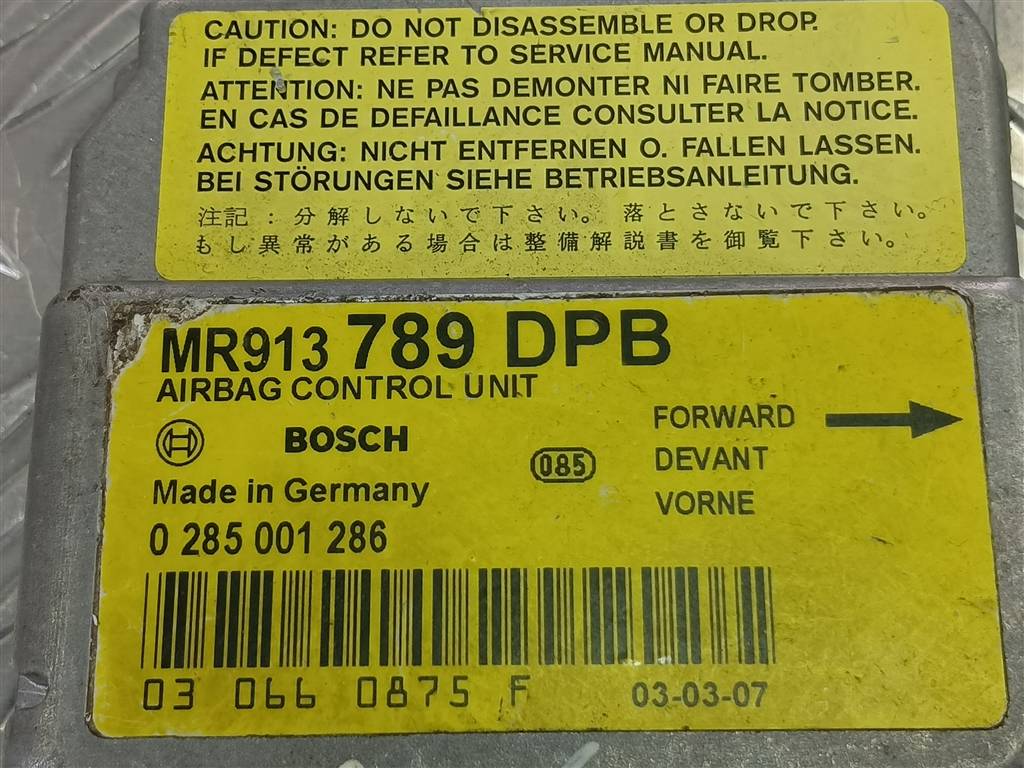 CAUTION: DO NOT DISASSEMBLE OR DROP.
IF DEFECT REFER TO SERVICE MANUAL.
ATTENTION: NE PAS DEMONTER NI FAIRE TOMBER.
EN CAS DE DEFAILLANCE CONSULTER LA NOTICE.
ACHTUNG: NICHT ENTFERNEN O. FALLEN LASSEN.
BEI STÖRUNGEN SIEHE BETRIEBSANLEITUNG.
注記：分解しないで下さい。落とさないで下さい。
もし異常がある場合は整備解説書を御覧下さい。
MR913 789 DPB
AIRBAG CONTROL UNIT
BOSCH
Made in Germany
0 285 001 286
085
FORWARD
DEVANT
VORNE
03 066 0875 F
03-03-07